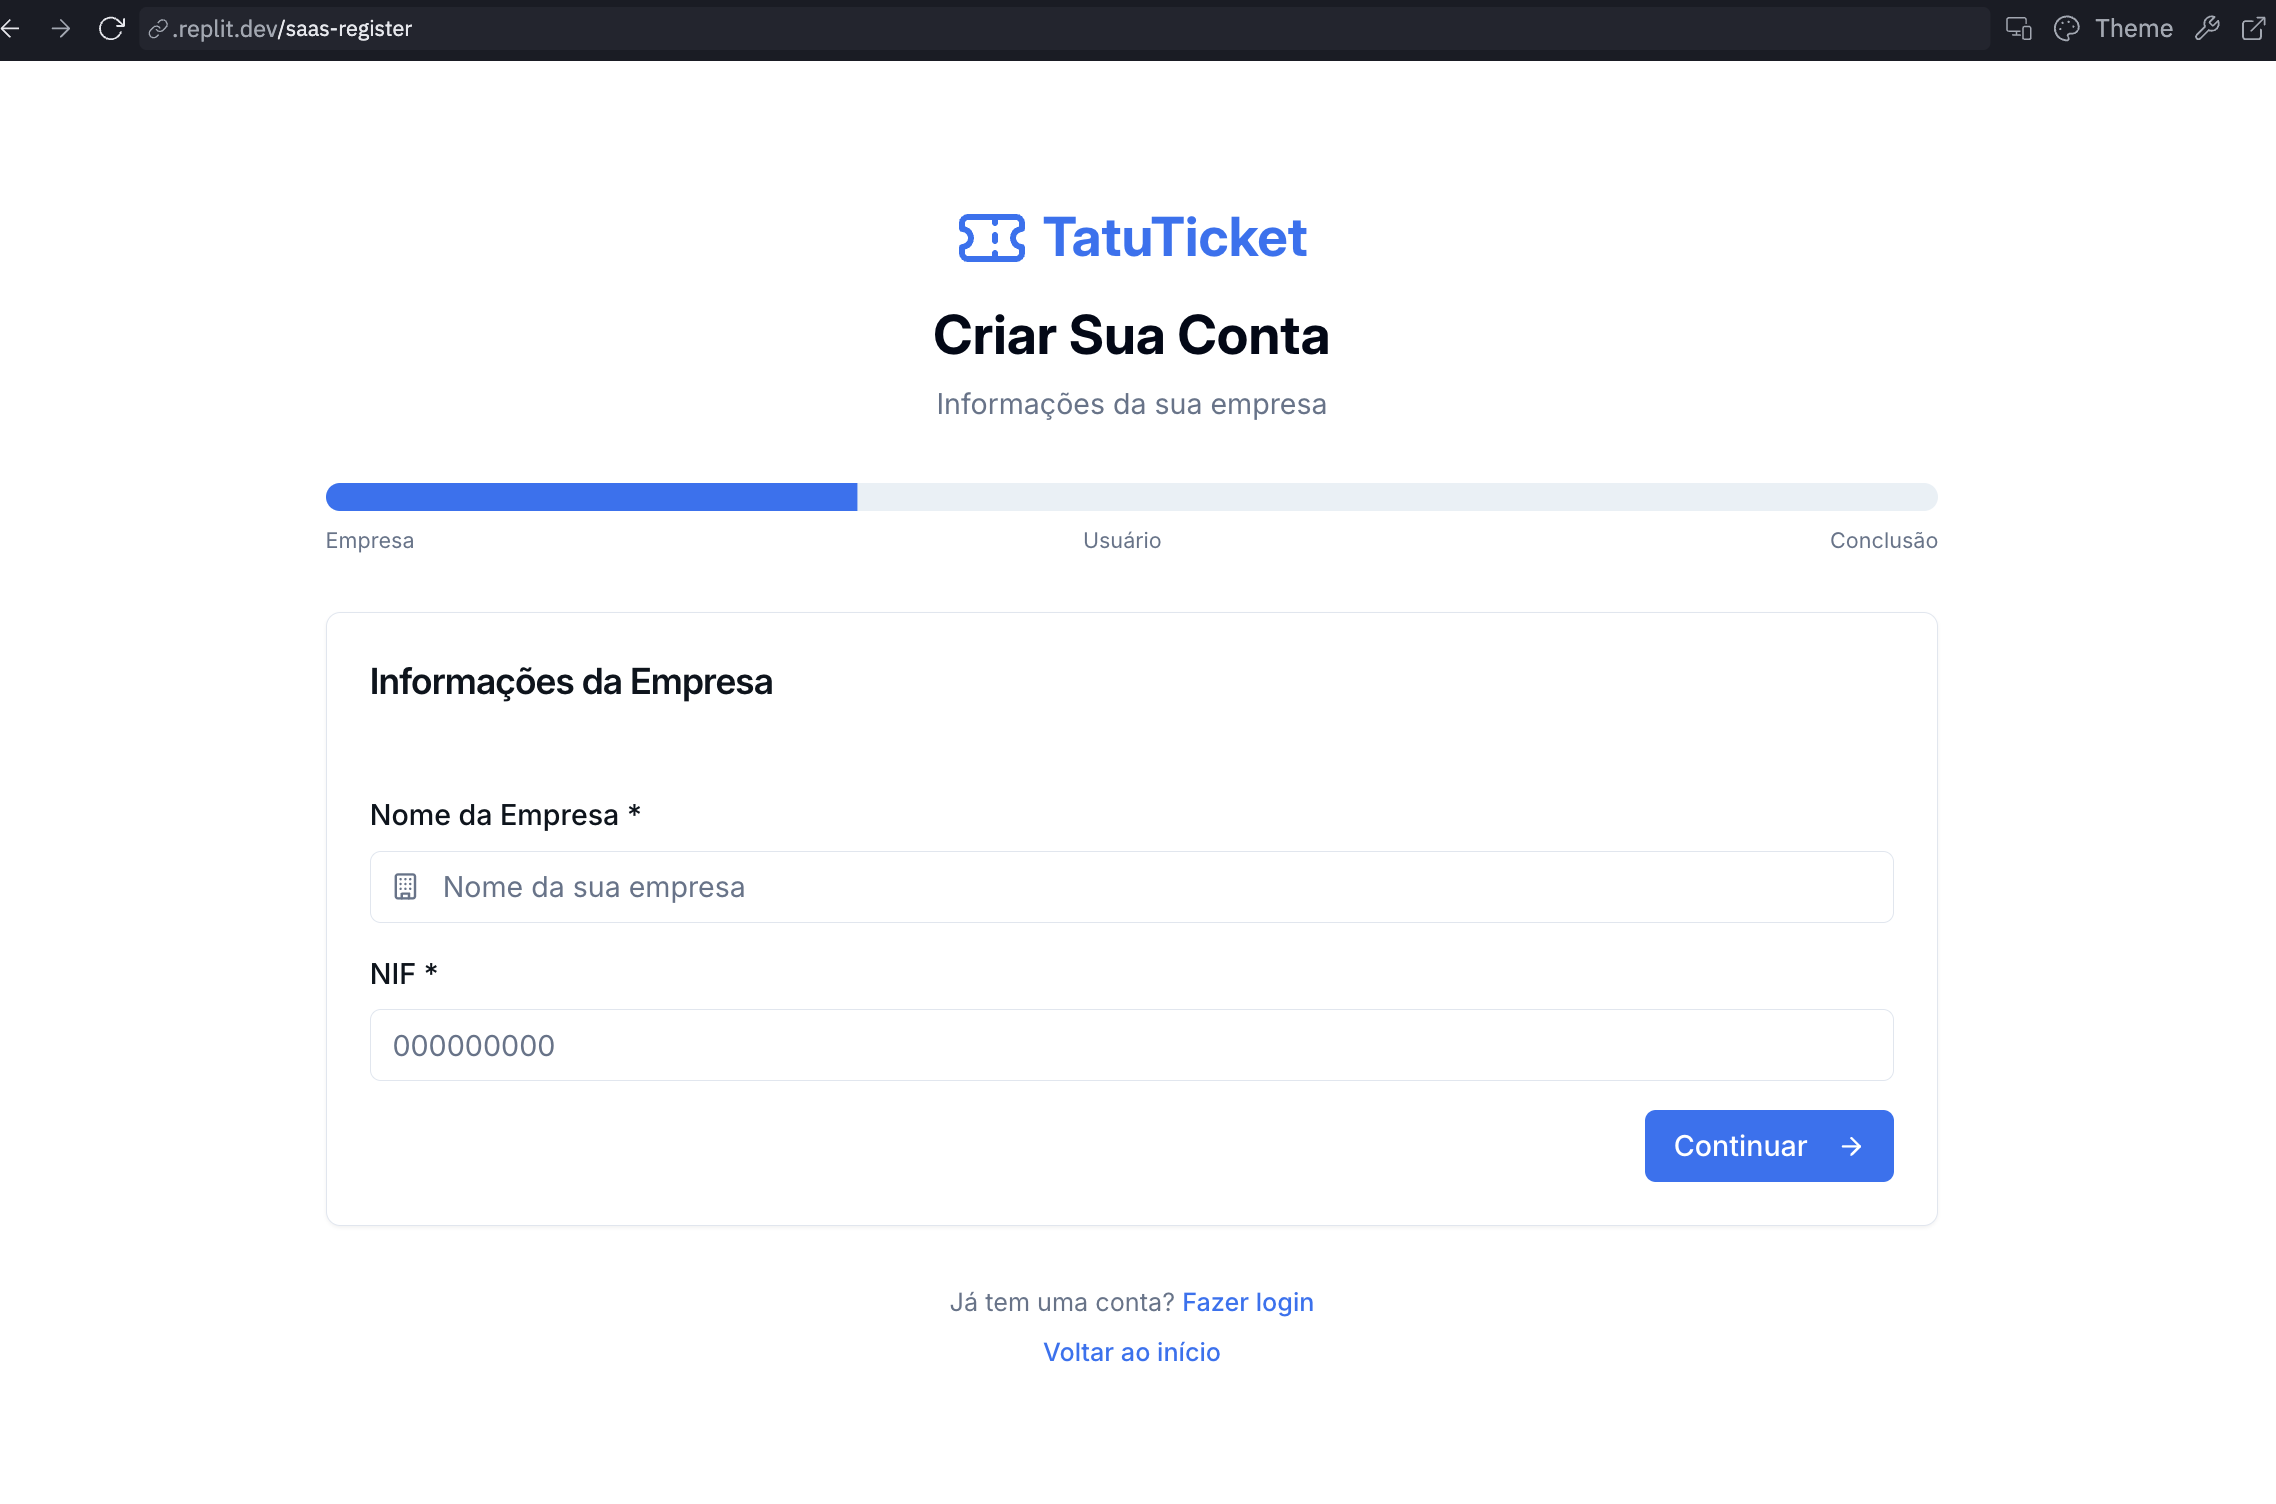 .replit.dev/saas-register
Theme
TatuTicket
Criar Sua Conta
Informações da sua empresa
Empresa
Usuário
Conclusão
Informações da Empresa
Nome da Empresa *
Nome da sua empresa
NIF *
000000000
Continuar
Já tem uma conta? Fazer login
Voltar ao início